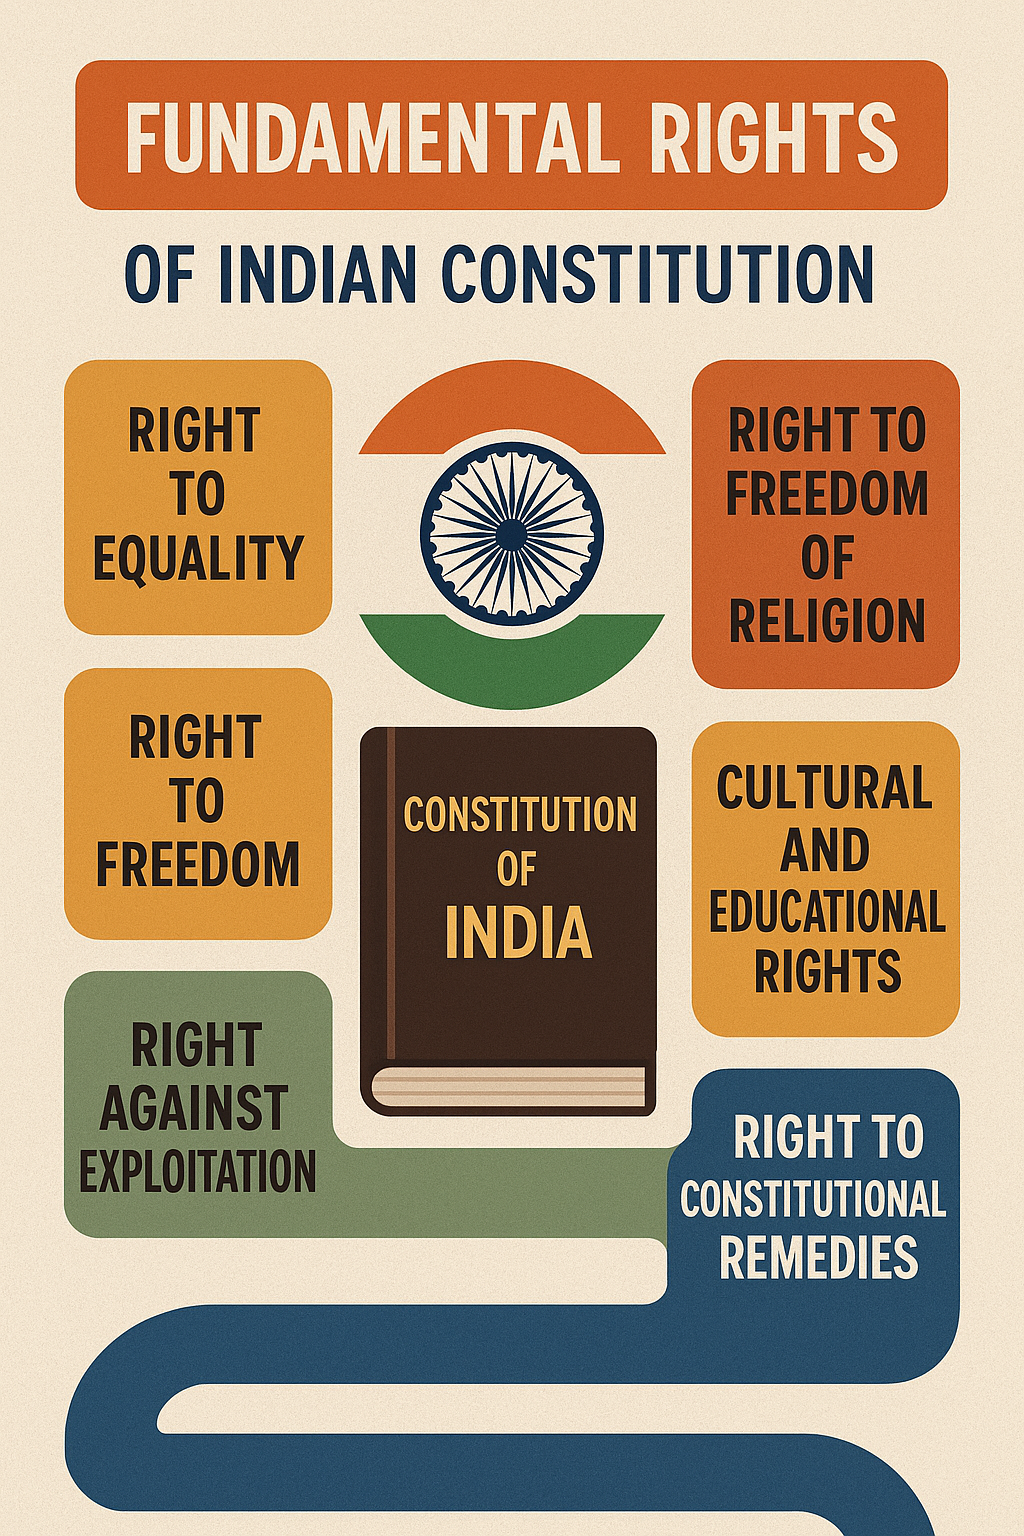 FUNDAMENTAL RIGHTS
OF INDIAN CONSTITUTION
RIGHT
TO
EQUALITY
RIGHT
TO
FREEDOM
RIGHT
AGAINST
EXPLOITATION
CONSTITUTION
OF
INDIA
RIGHT TO
FREEDOM
OF
RELIGION
CULTURAL
AND
EDUCATIONAL
RIGHTS
RIGHT TO
CONSTITUTIONAL
REMEDIES